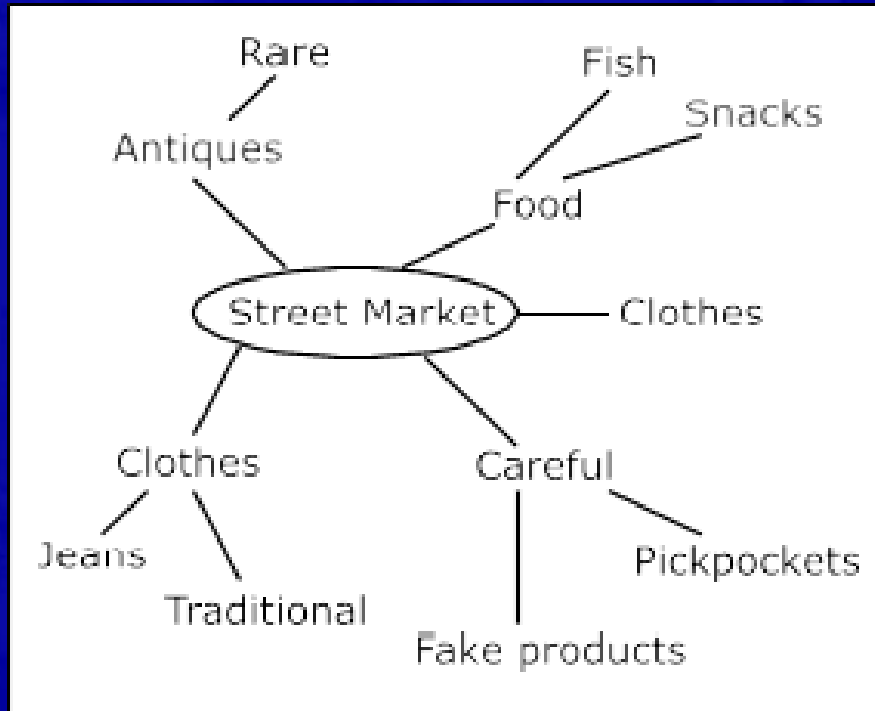 Rare
Fish
Snacks
Antiques
Food
Street Market
Clothes
Clothes
Careful
Jeans
Pickpockets
Traditional
Fake products